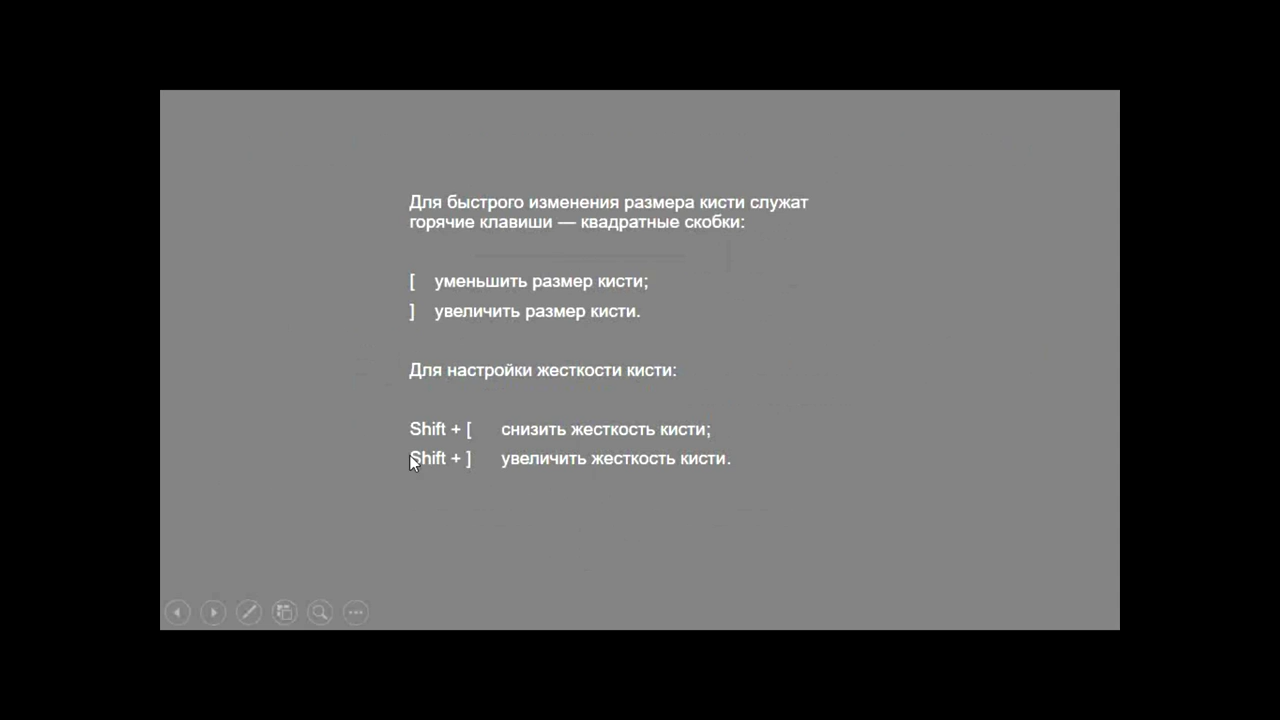 Для быстрого изменения размера кисти служат
горячие клавиши — квадратные скобки:
[ уменьшить размер кисти;
] увеличить размер кисти.
Для настройки жесткости кисти:
Shift + [ снизить жесткость кисти;
Shift + ] увеличить жесткость кисти.